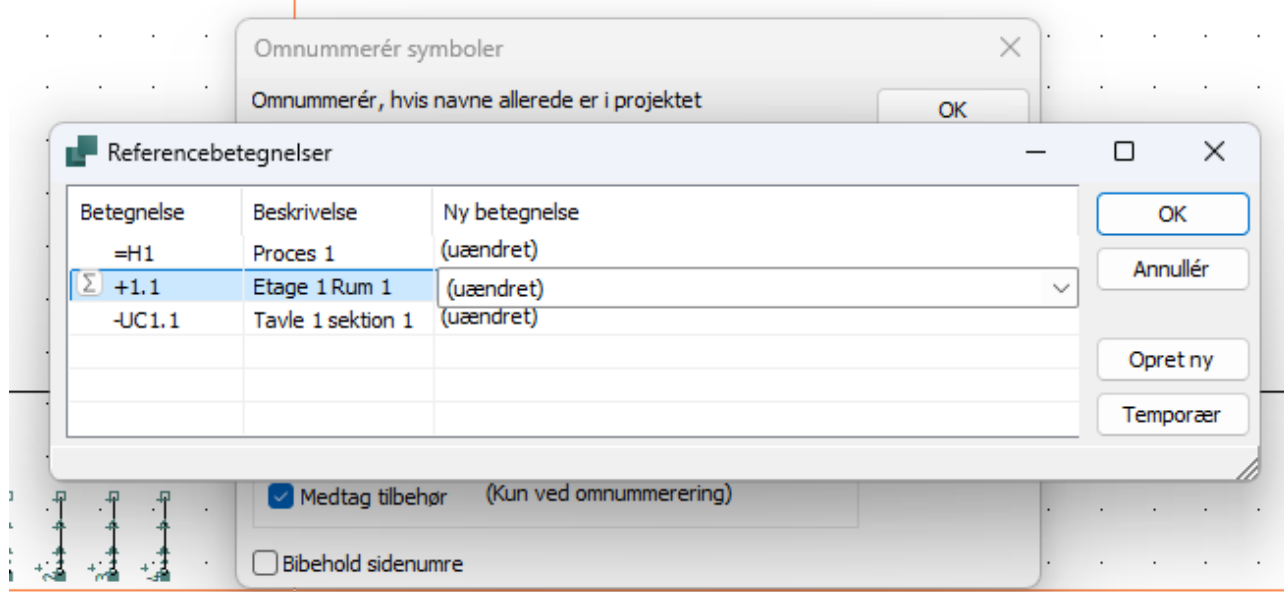 Omnummerér symboler
Omnummerér, hvis navne allerede er i projektet
OK
Referencebetegnelser
Betegnelse Beskrivelse Ny betegnelse
OK
=H1 Proces 1 (uændret)
Annullér
Σ +1.1 Etage 1 Rum 1 (uændret)
-UC1.1 Tavle 1 sektion 1 (uændret)
Opret ny
Temporær
Medtag tilbehør (Kun ved omnummerering)
Bibehold sidenumre